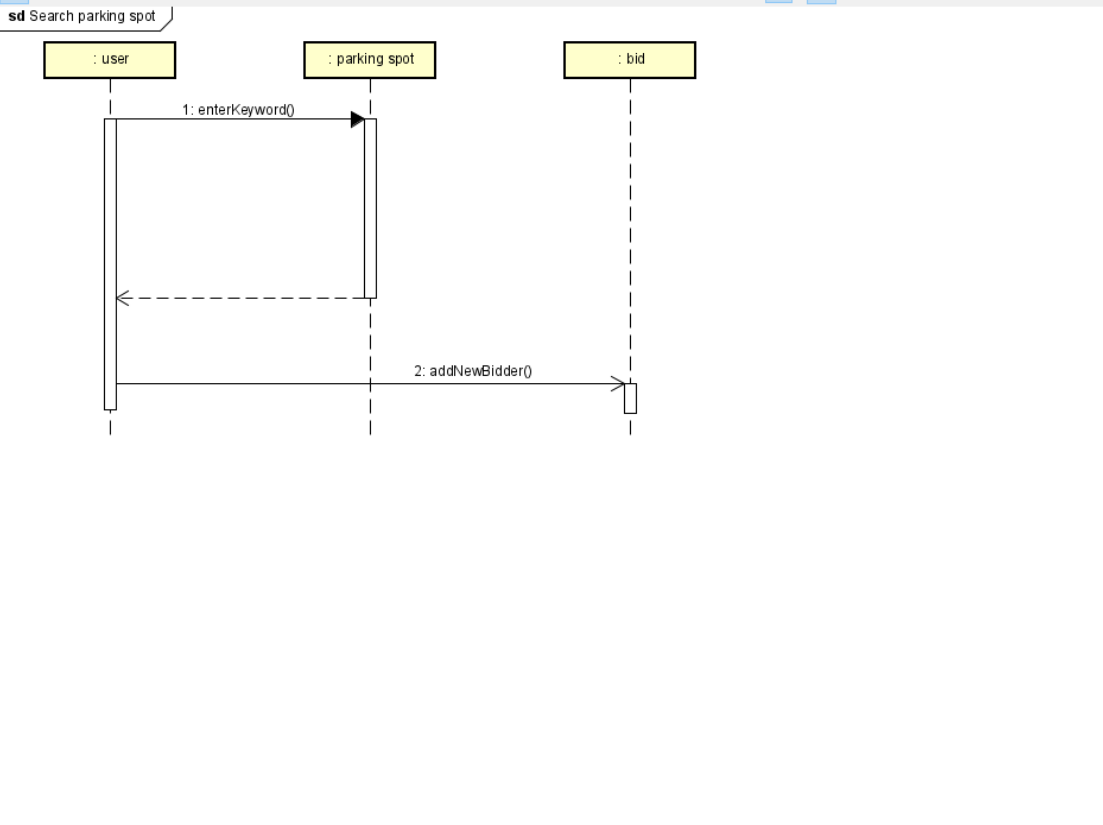 sd Search parking spot
: user
: parking spot
: bid
1: enterKeyword()
2: addNewBidder()